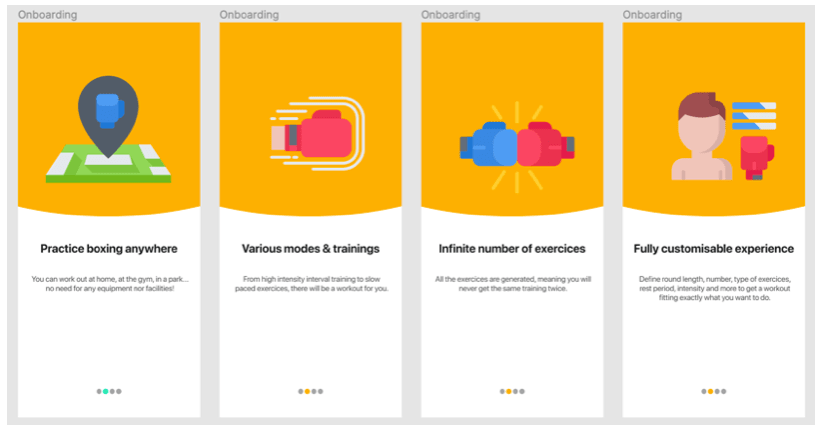 Onboarding
Practice boxing anywhere
You can work out at home, at the gym, in a park...
no need for any equipment nor facilities!
Onboarding
Various modes & trainings
From high intensity interval training to slow
paced exercices, there will be a workout for you.
Onboarding
Infinite number of exercices
All the exercices are generated, meaning you will
never get the same training twice.
Onboarding
Fully customisable experience
Define round length, number, type of exercices,
rest period, intensity and more to get a workout
fitting exactly what you want to do.